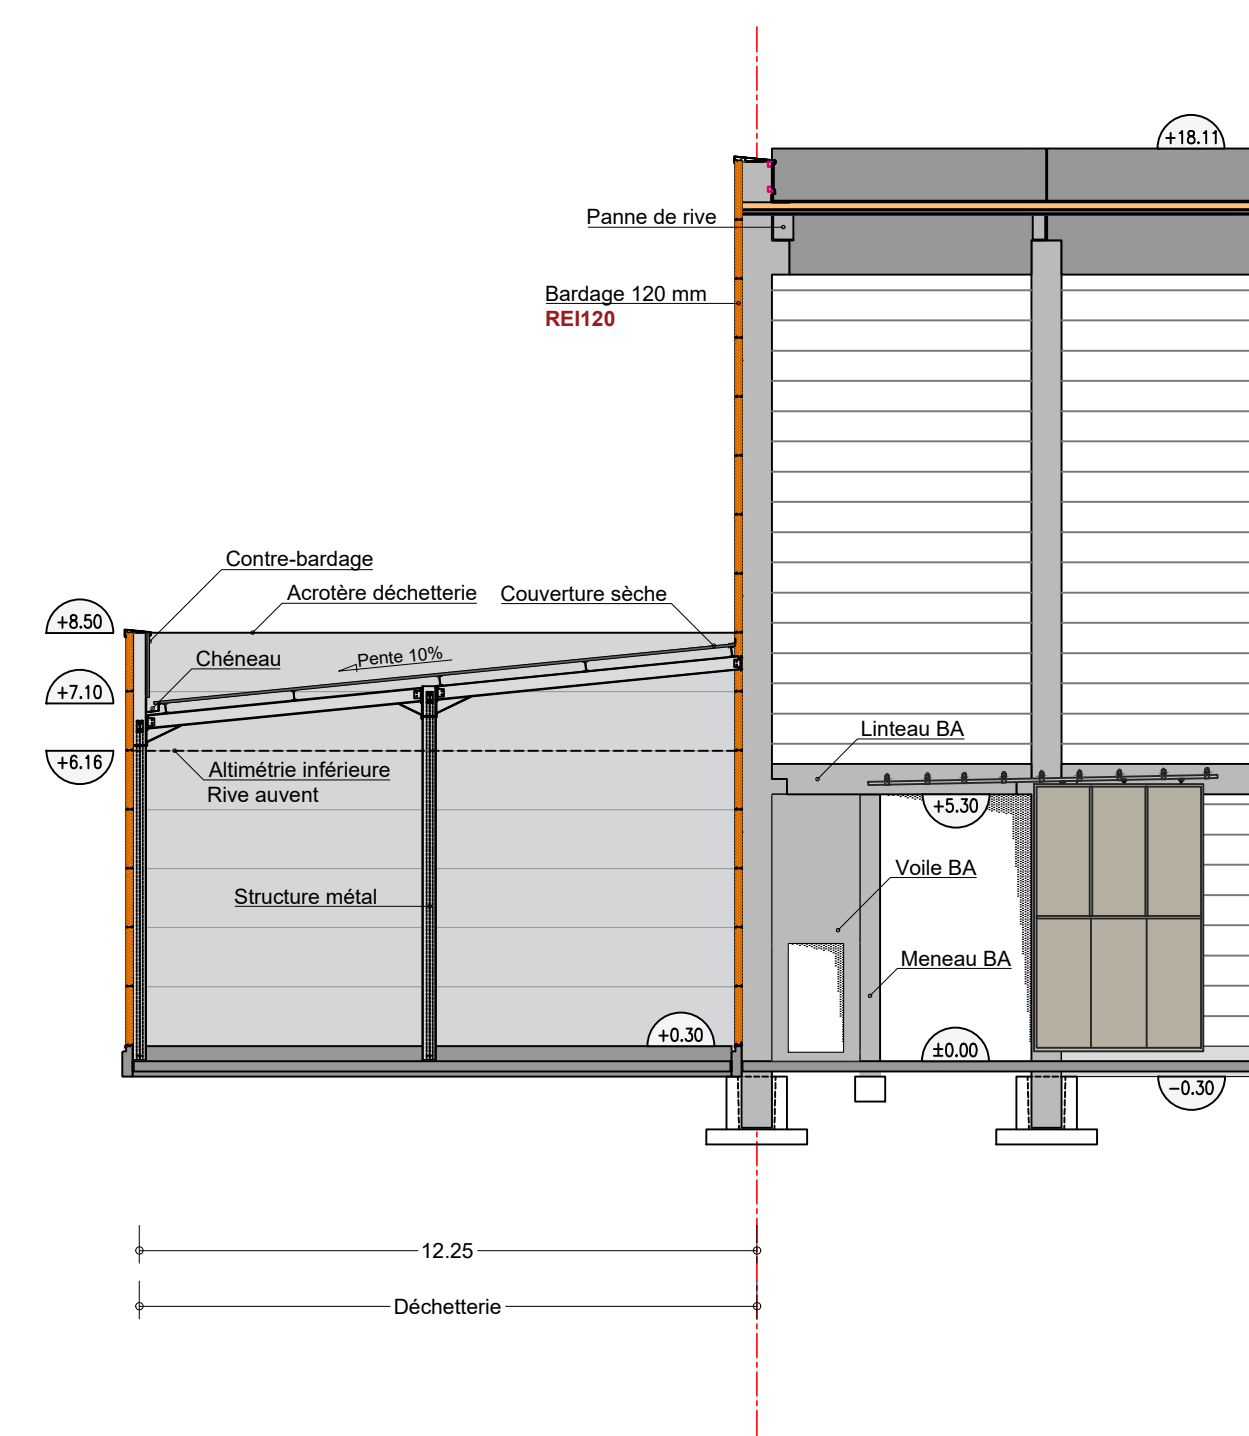 +18.11
Panne de rive
Bardage 120 mm
REI120
Contre-bardage
Acrotère déchetterie
Couverture sèche
+8.50
Chéneau
Pente 10%
+7.10
Linteau BA
+6.16
Altimétrie inférieure
Rive auvent
+5.30
Voile BA
Structure métal
Meneau BA
+0.30
±0.00
−0.30
12.25
Déchetterie